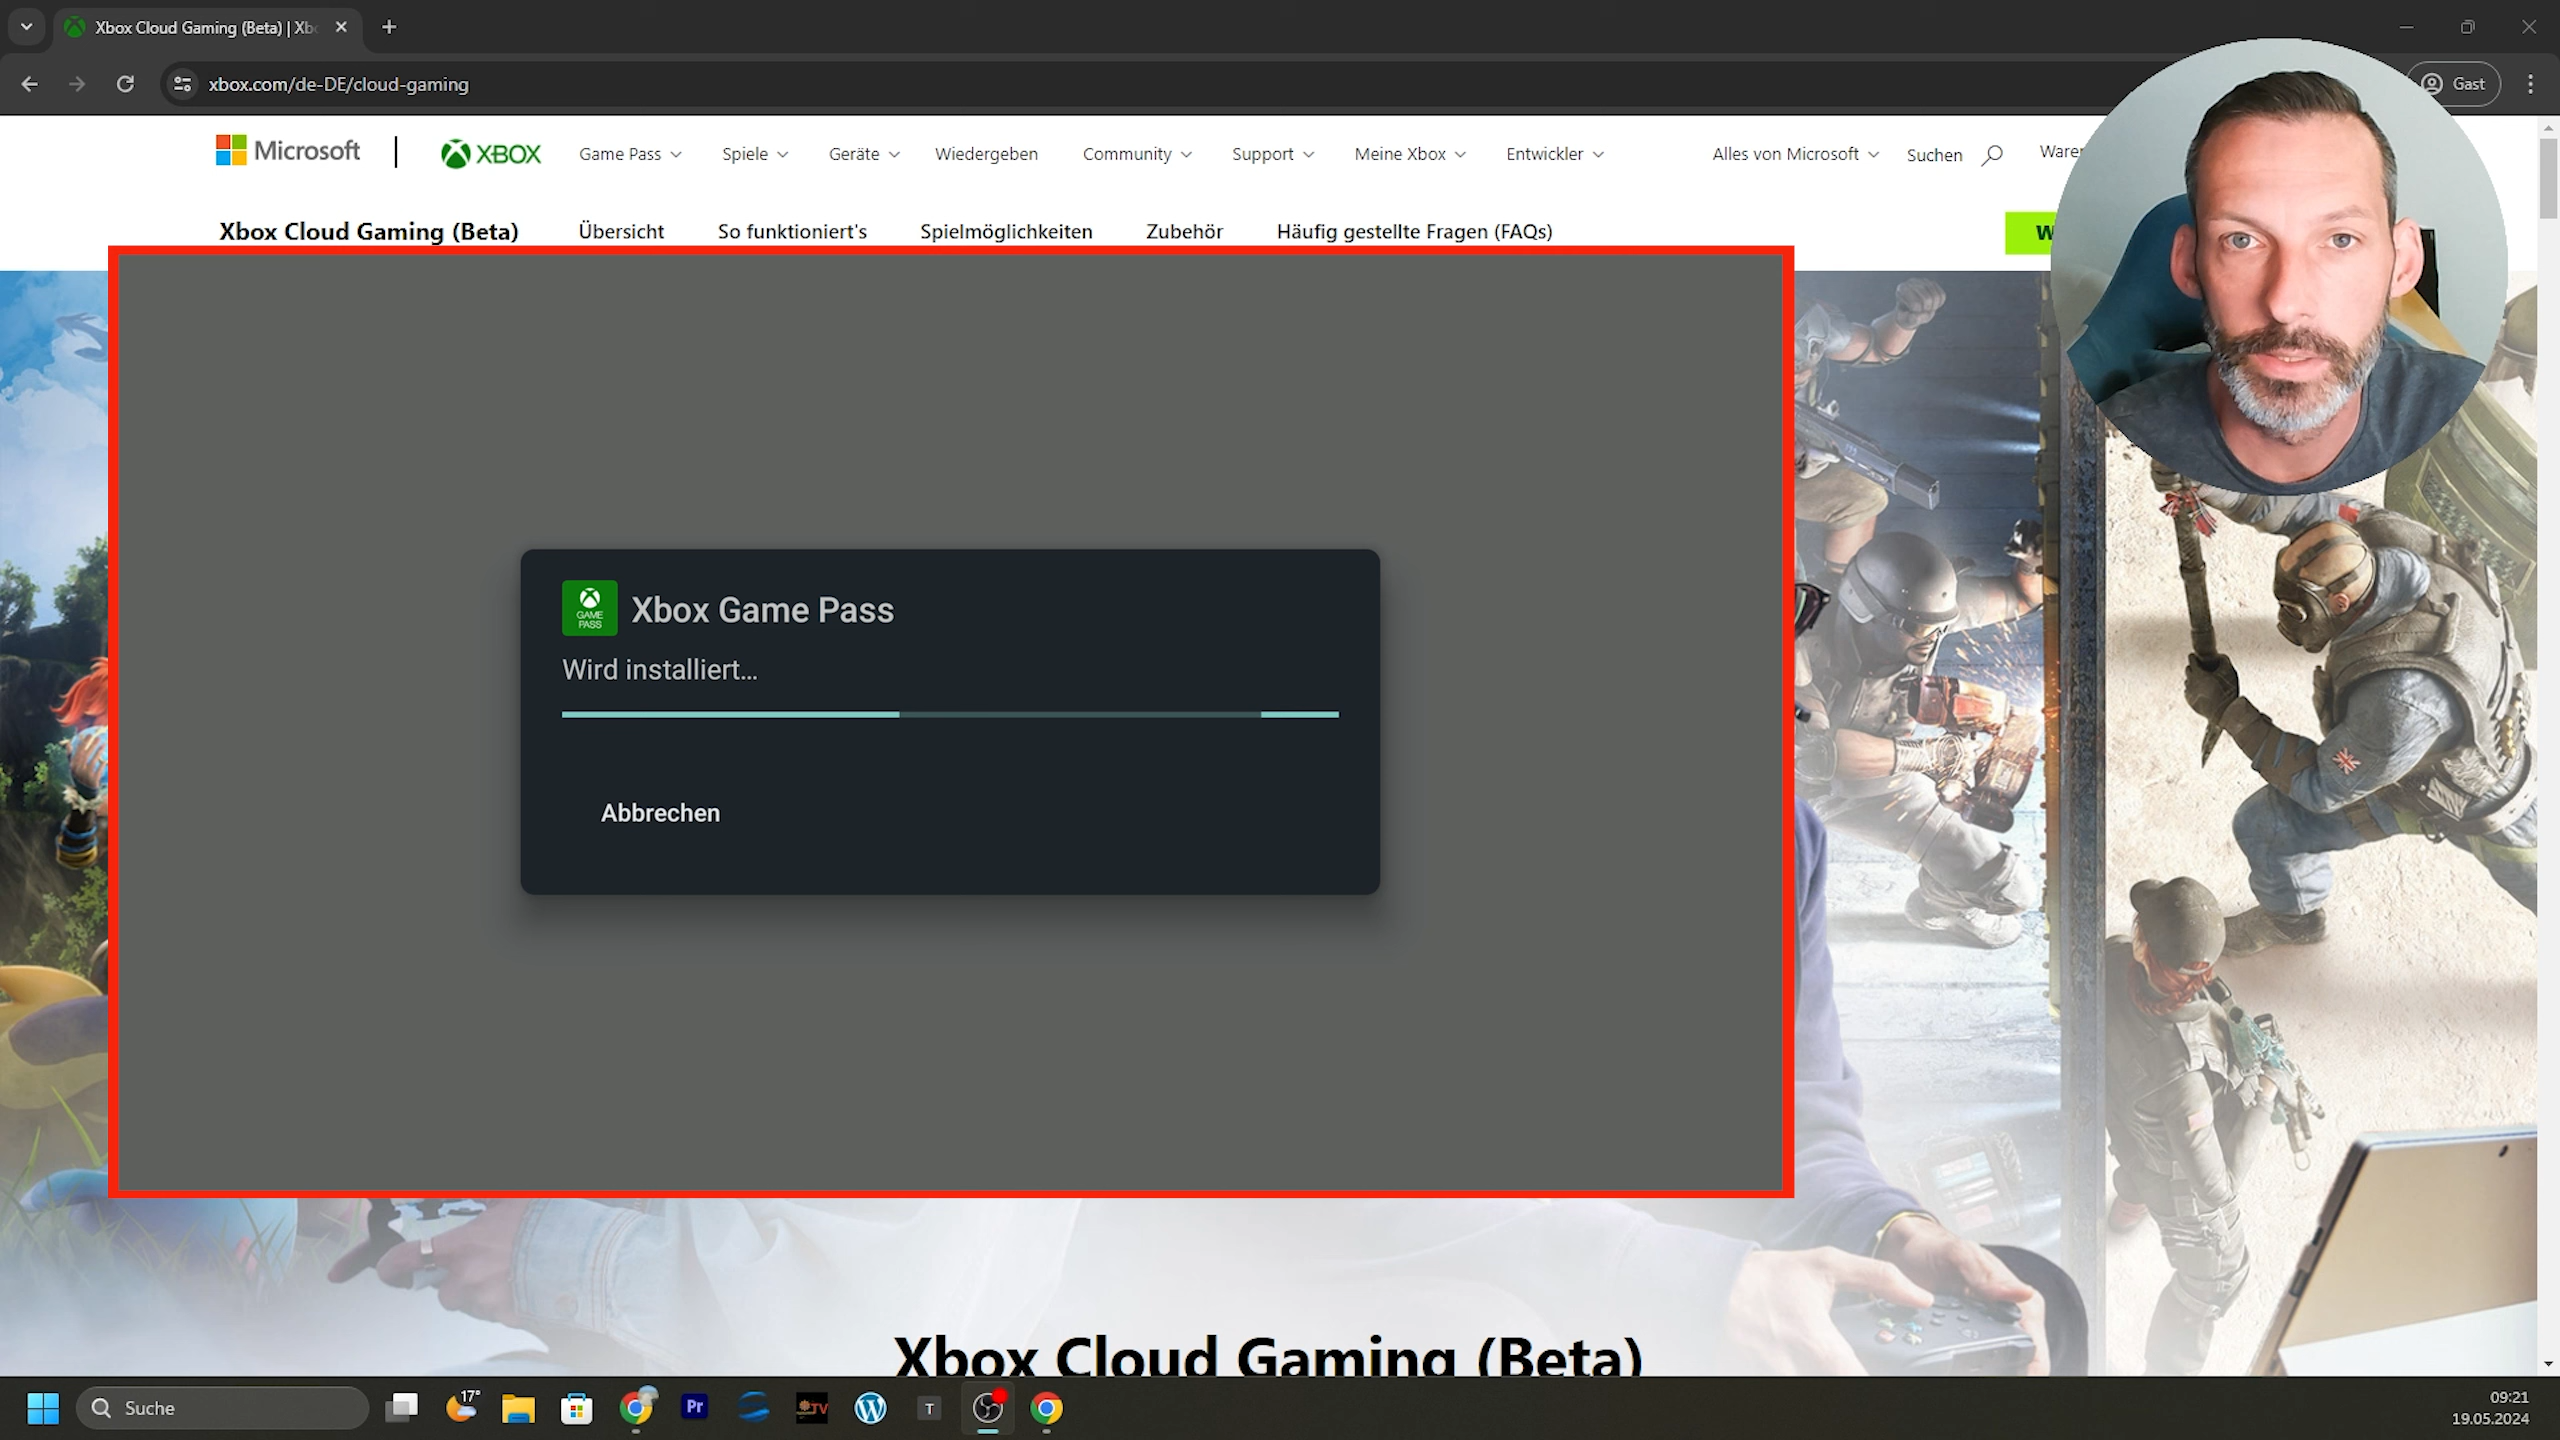 Xbox Cloud Gaming (Beta) | Xb
xbox.com/de-DE/cloud-gaming
Gast
Microsoft
XBOX
Game Pass
Spiele
Geräte
Wiedergeben
Community
Support
Meine Xbox
Entwickler
Alles von Microsoft
Suchen
Waren
Xbox Cloud Gaming (Beta)
Übersicht
So funktioniert's
Spielmöglichkeiten
Zubehör
Häufig gestellte Fragen (FAQs)
GAME
PASS
Xbox Game Pass
Wird installiert...
Abbrechen
Xbox Cloud Gaming (Beta)
Suche
17°
Pr
TV
T
09:21
19.05.2024